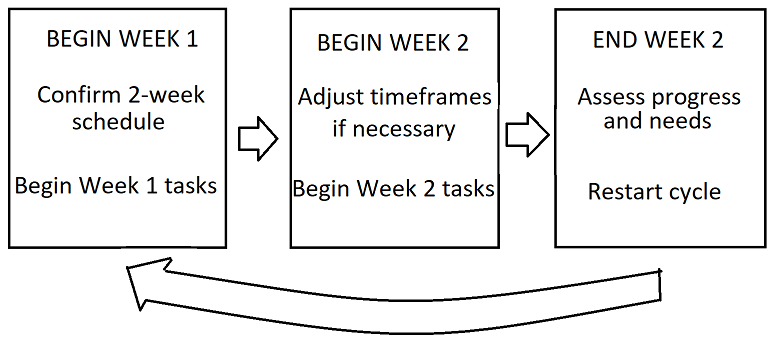 BEGIN WEEK 1
Confirm 2-week
schedule
Begin Week 1 tasks
BEGIN WEEK 2
Adjust timeframes
if necessary
Begin Week 2 tasks
END WEEK 2
Assess progress
and needs
Restart cycle